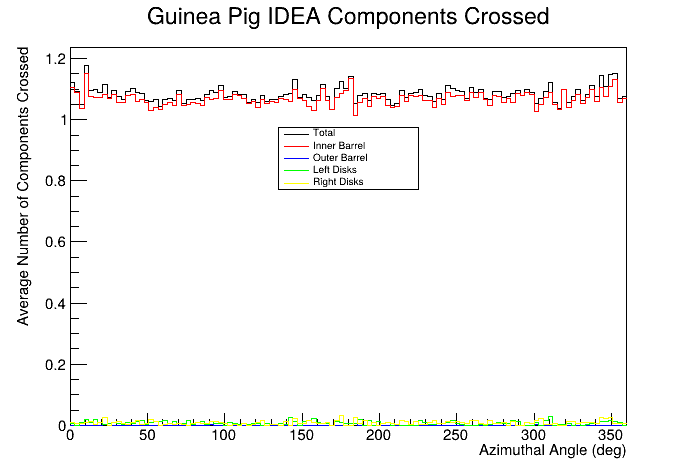 Guinea Pig IDEA Components Crossed
Average Number of Components Crossed
1.2
1
0.8
0.6
0.4
0.2
0
Total
Inner Barrel
Outer Barrel
Left Disks
Right Disks
0 50 100 150 200 250 300 350
Azimuthal Angle (deg)